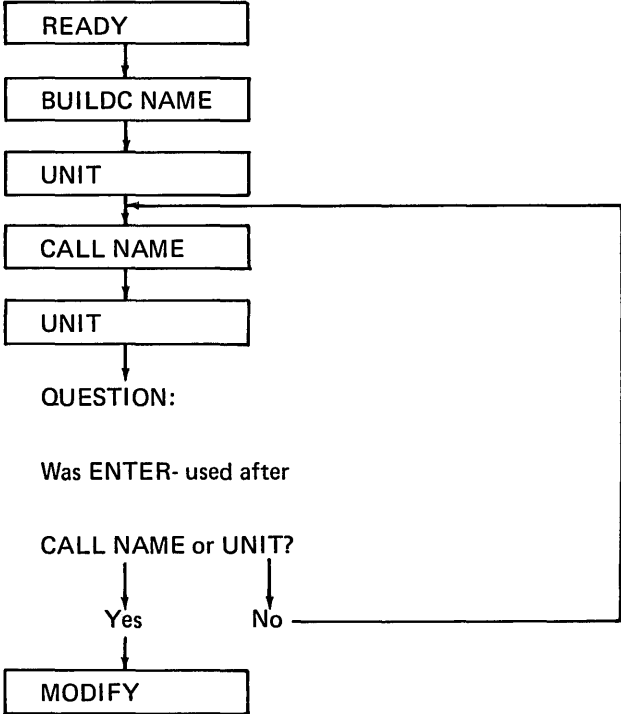 READY
BUILDC NAME
UNIT
CALL NAME
UNIT
QUESTION:
Was ENTER- used after
CALL NAME or UNIT?
Yes No
MODIFY